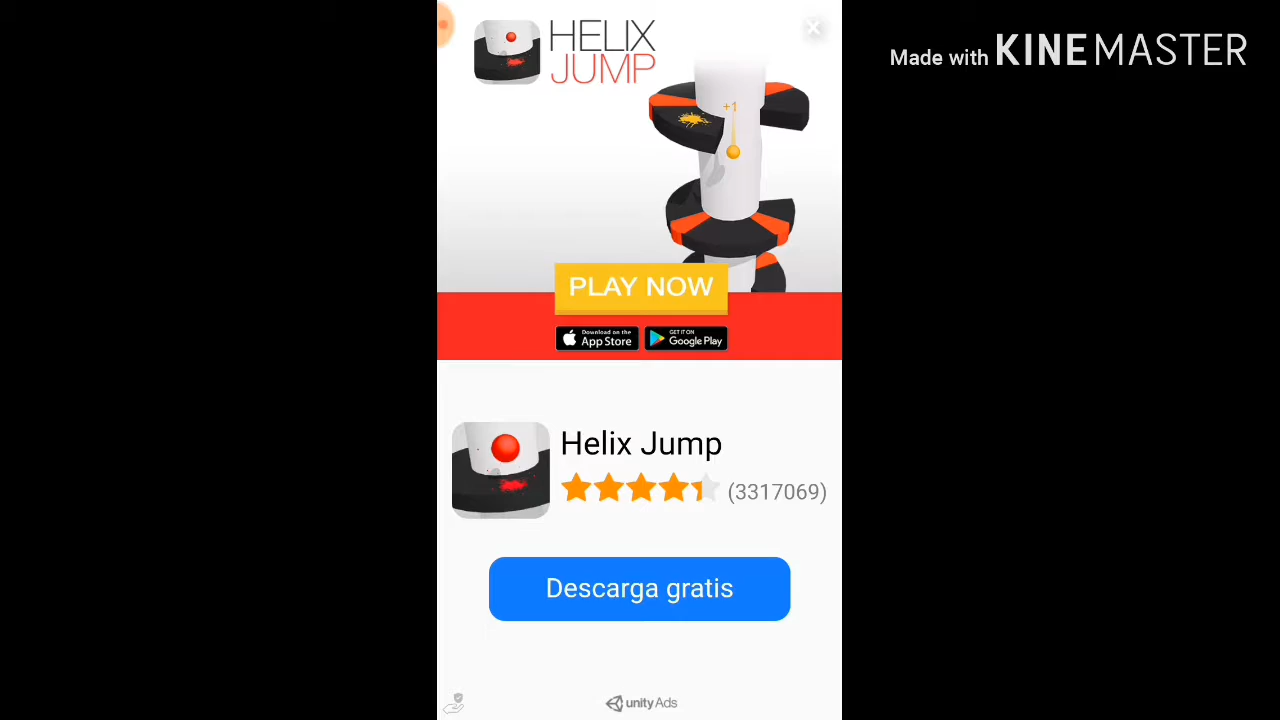 HELIX
JUMP
Made with KINEMASTER
+1
PLAY NOW
Download on the
App Store
GET IT ON
Google Play
Helix Jump
(3317069)
Descarga gratis
unity Ads